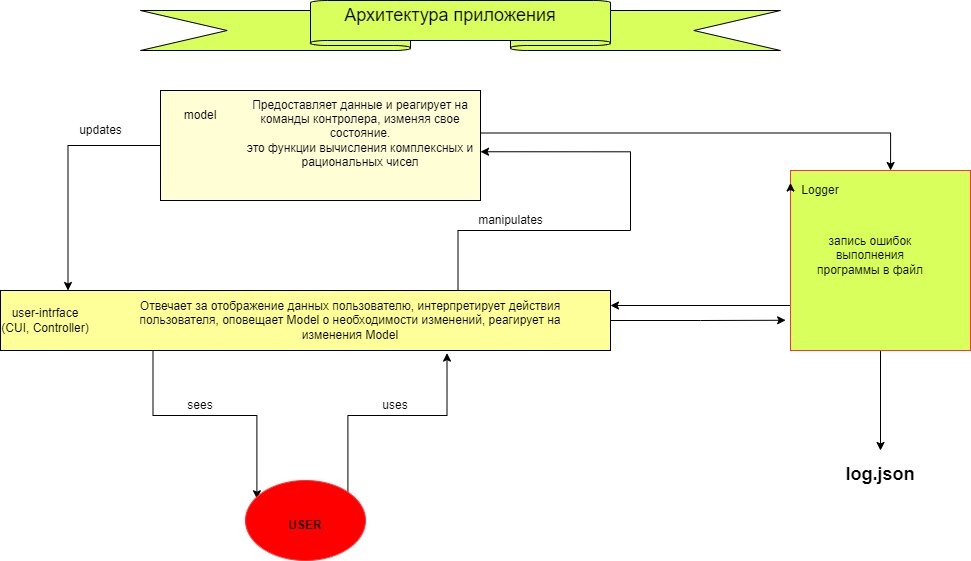 Архитектура приложения
model
Предоставляет данные и реагирует на
команды контролера, изменяя свое
состояние.
это функции вычисления комплексных и
рациональных чисел
updates
manipulates
Logger
запись ошибок
выполнения
программы в файл
user-intrface
(CUI, Controller)
Отвечает за отображение данных пользователю, интерпретирует действия
пользователя, оповещает Model о необходимости изменений, реагирует на
изменения Model
sees
uses
log.json
USER